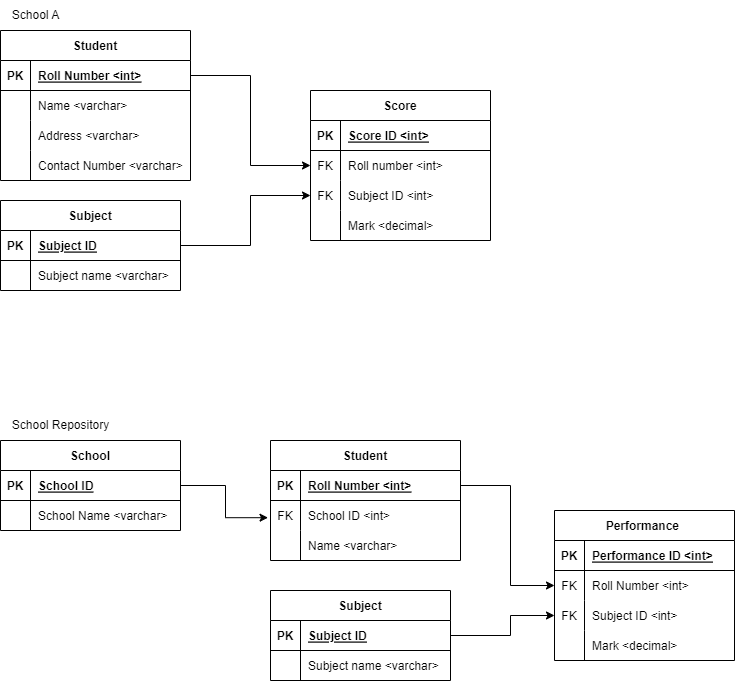 School A
Student
PK Roll Number <int>
Name <varchar>
Address <varchar>
Contact Number <varchar>
Subject
PK Subject ID
Subject name <varchar>
Score
PK Score ID <int>
FK Roll number <int>
FK Subject ID <int>
Mark <decimal>
School Repository
School
PK School ID
School Name <varchar>
Student
PK Roll Number <int>
FK School ID <int>
Name <varchar>
Subject
PK Subject ID
Subject name <varchar>
Performance
PK Performance ID <int>
FK Roll Number <int>
FK Subject ID <int>
Mark <decimal>